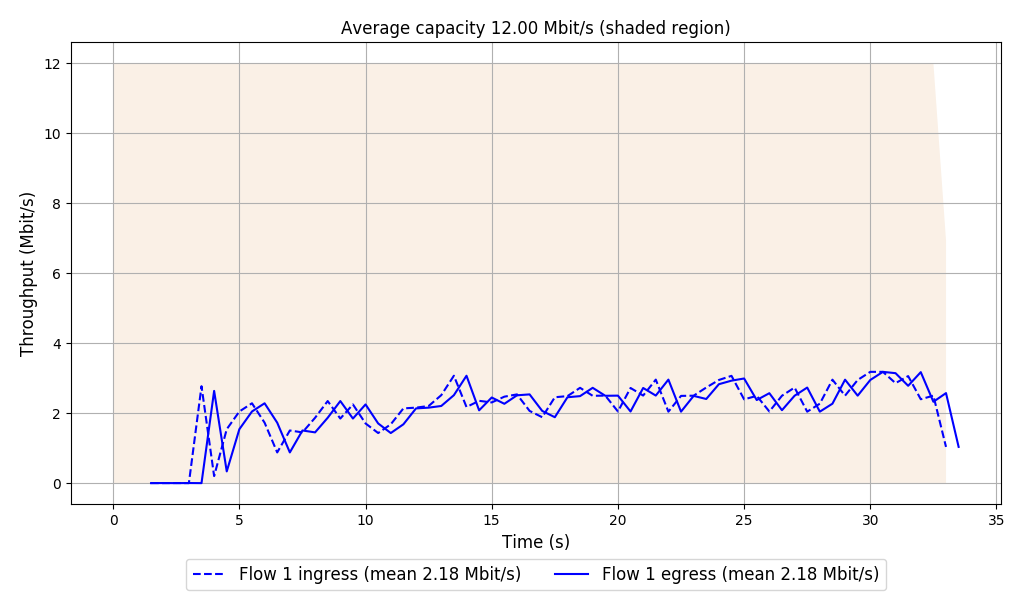 Average capacity 12.00 Mbit/s (shaded region)
12
10
8
6
4
2
0
Throughput (Mbit/s)
0 5 10 15 20 25 30 35
Time (s)
Flow 1 ingress (mean 2.18 Mbit/s) Flow 1 egress (mean 2.18 Mbit/s)